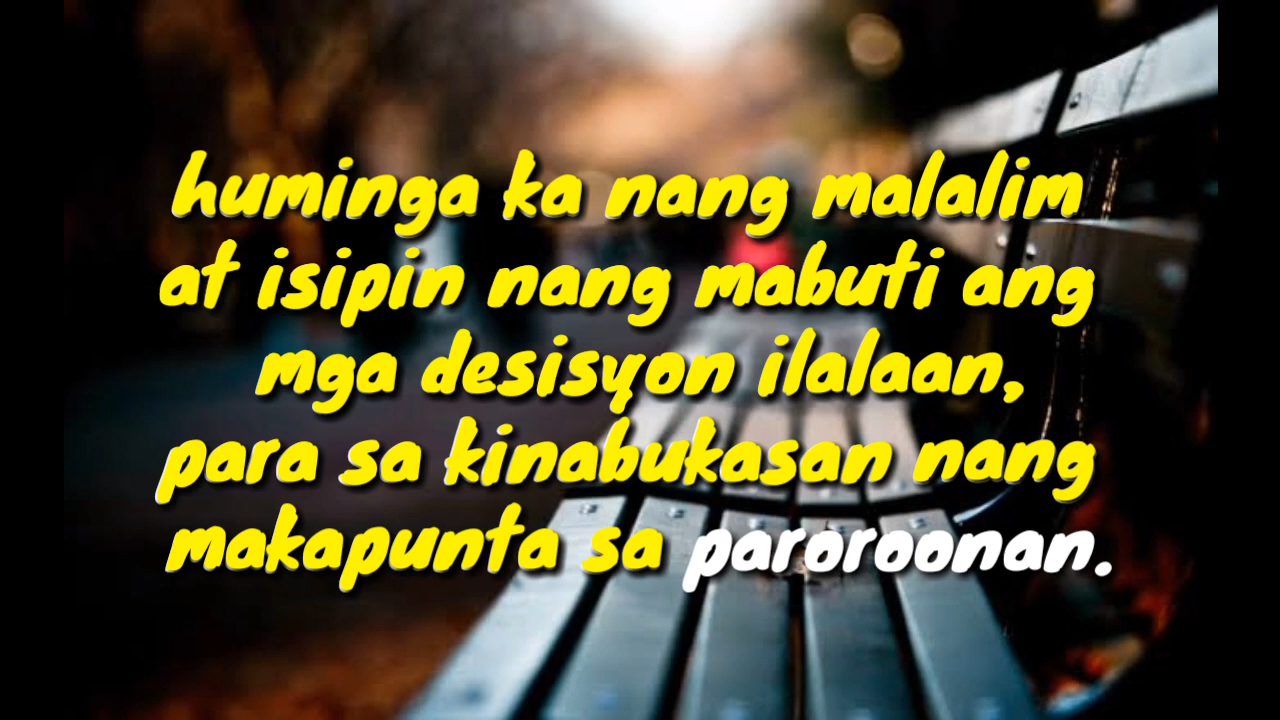 huminga ka nang malalim
at isipin nang mabuti ang
mga desisyon ilalaan,
para sa kinabukasan nang
makapunta sa paroroonan.